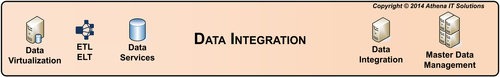 Copyright © 2014 Athena IT Solutions
Data
Virtualization
ETL
ELT
Data
Services
DATA INTEGRATION
Data
Integration
Master Data
Management